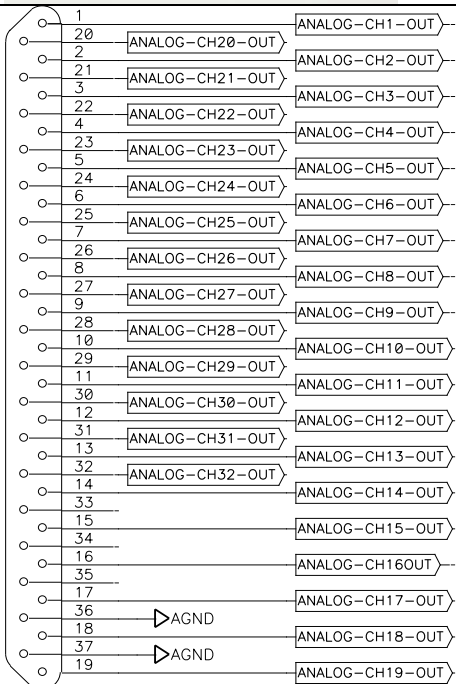 1 ANALOG-CH1-OUT
20 ANALOG-CH20-OUT
2 ANALOG-CH2-OUT
21 ANALOG-CH21-OUT
3 ANALOG-CH3-OUT
22 ANALOG-CH22-OUT
4 ANALOG-CH4-OUT
23 ANALOG-CH23-OUT
5 ANALOG-CH5-OUT
24 ANALOG-CH24-OUT
6 ANALOG-CH6-OUT
25 ANALOG-CH25-OUT
7 ANALOG-CH7-OUT
26 ANALOG-CH26-OUT
8 ANALOG-CH8-OUT
27 ANALOG-CH27-OUT
9 ANALOG-CH9-OUT
28 ANALOG-CH28-OUT
10 ANALOG-CH10-OUT
29 ANALOG-CH29-OUT
11 ANALOG-CH11-OUT
30 ANALOG-CH30-OUT
12 ANALOG-CH12-OUT
31 ANALOG-CH31-OUT
13 ANALOG-CH13-OUT
32 ANALOG-CH32-OUT
14 ANALOG-CH14-OUT
33
15 ANALOG-CH15-OUT
34
16 ANALOG-CH16OUT
35
17 ANALOG-CH17-OUT
36 AGND
18 ANALOG-CH18-OUT
37 AGND
19 ANALOG-CH19-OUT